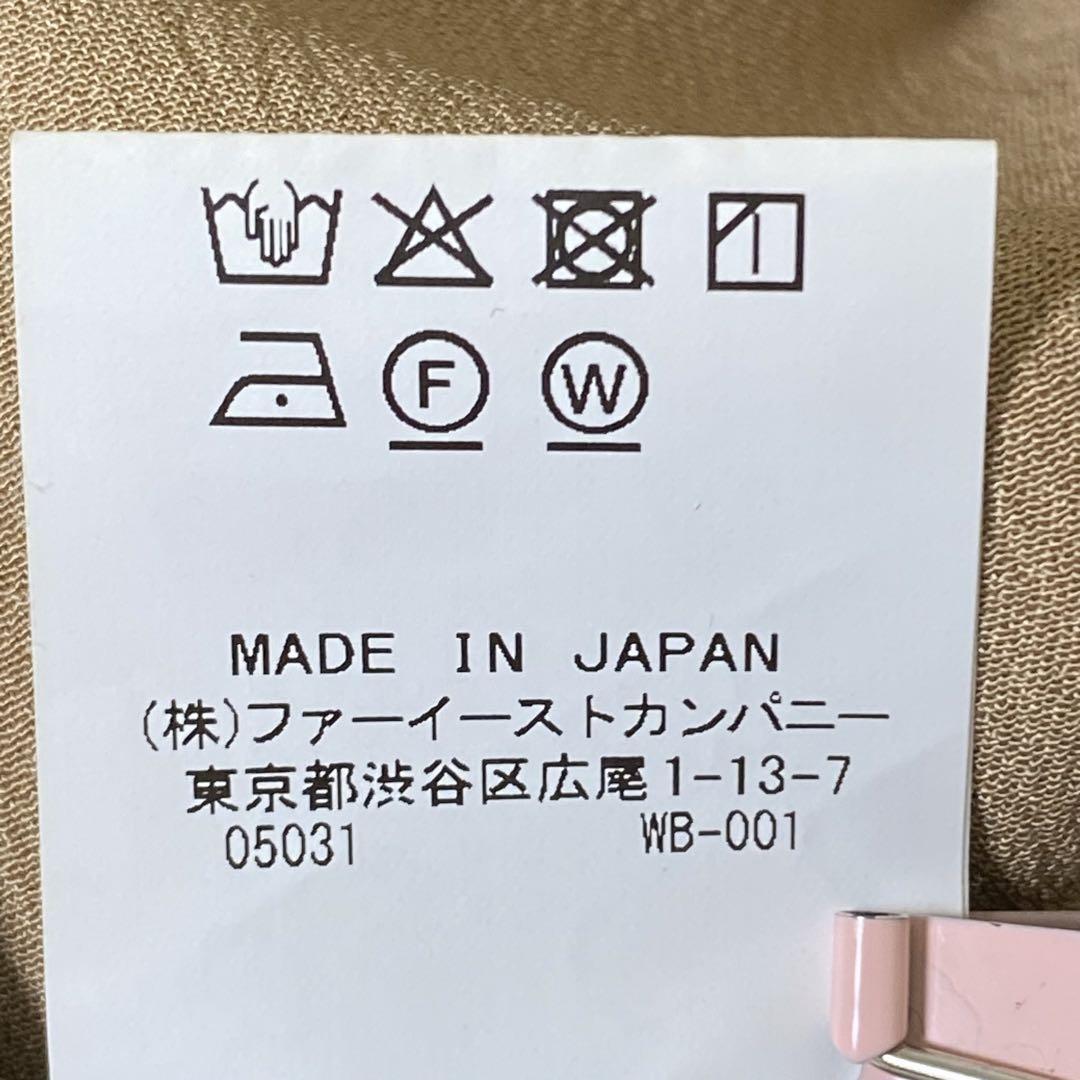 F W
MADE IN JAPAN
(株)ファーイーストカンパニー
東京都渋谷区広尾1-13-7
05031 WB-001